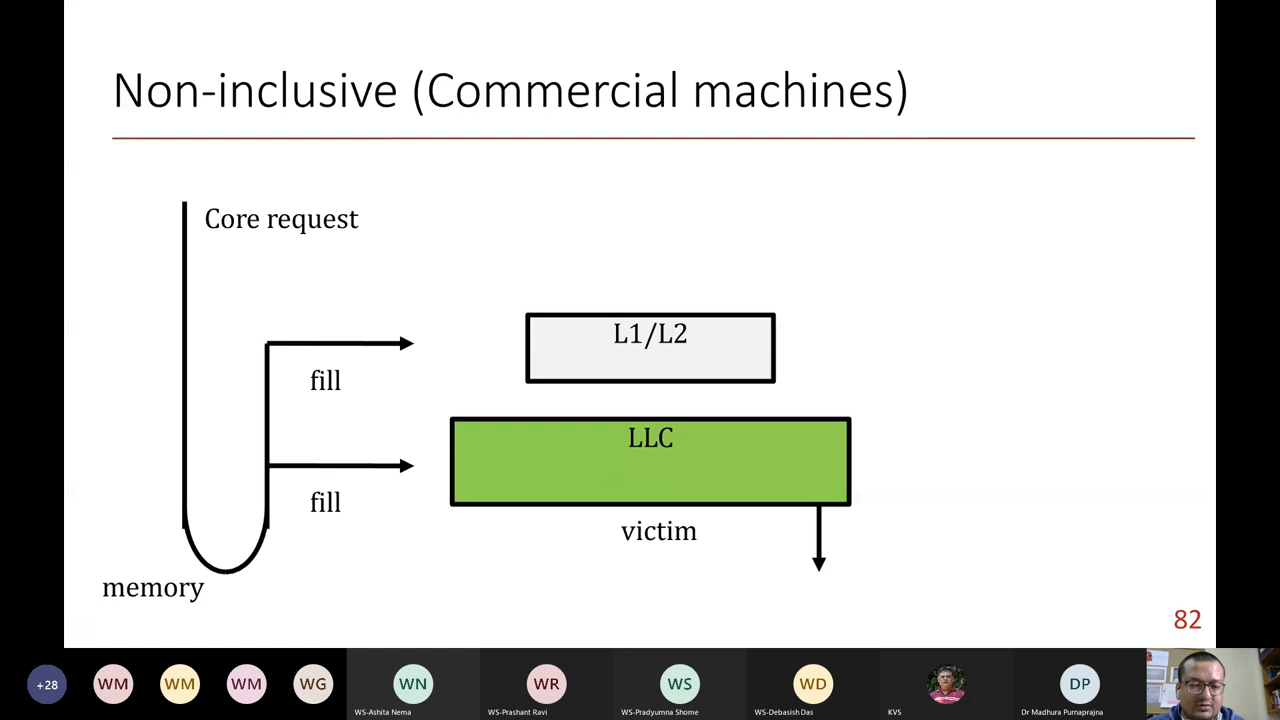 Non-inclusive (Commercial machines)
Core request
L1/L2
fill
LLC
fill
victim
memory
82
+28
WM
WM
WM
WG
WN
WR
WS
WD
DP
WS-Ashita Nema
WS-Prashant Ravi
WS-Pradyumna Shome
WS-Debasish Das
KVS
Dr Madhura Purnaprajna